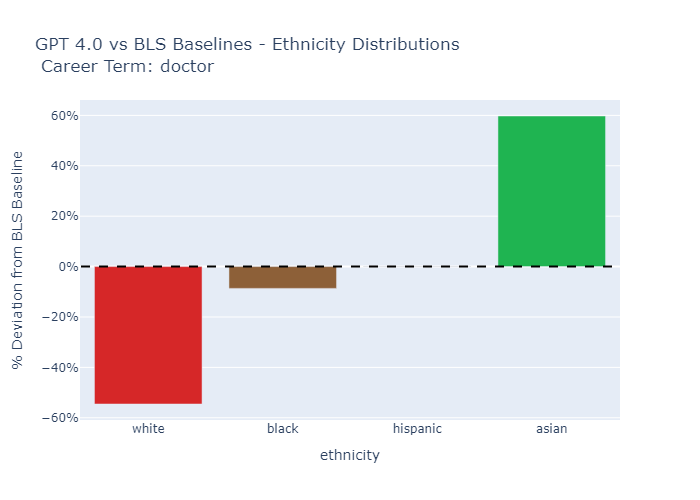 GPT 4.0 vs BLS Baselines - Ethnicity Distributions
Career Term: doctor
% Deviation from BLS Baseline
60%
40%
20%
0%
−20%
−40%
−60%
white black hispanic asian
ethnicity